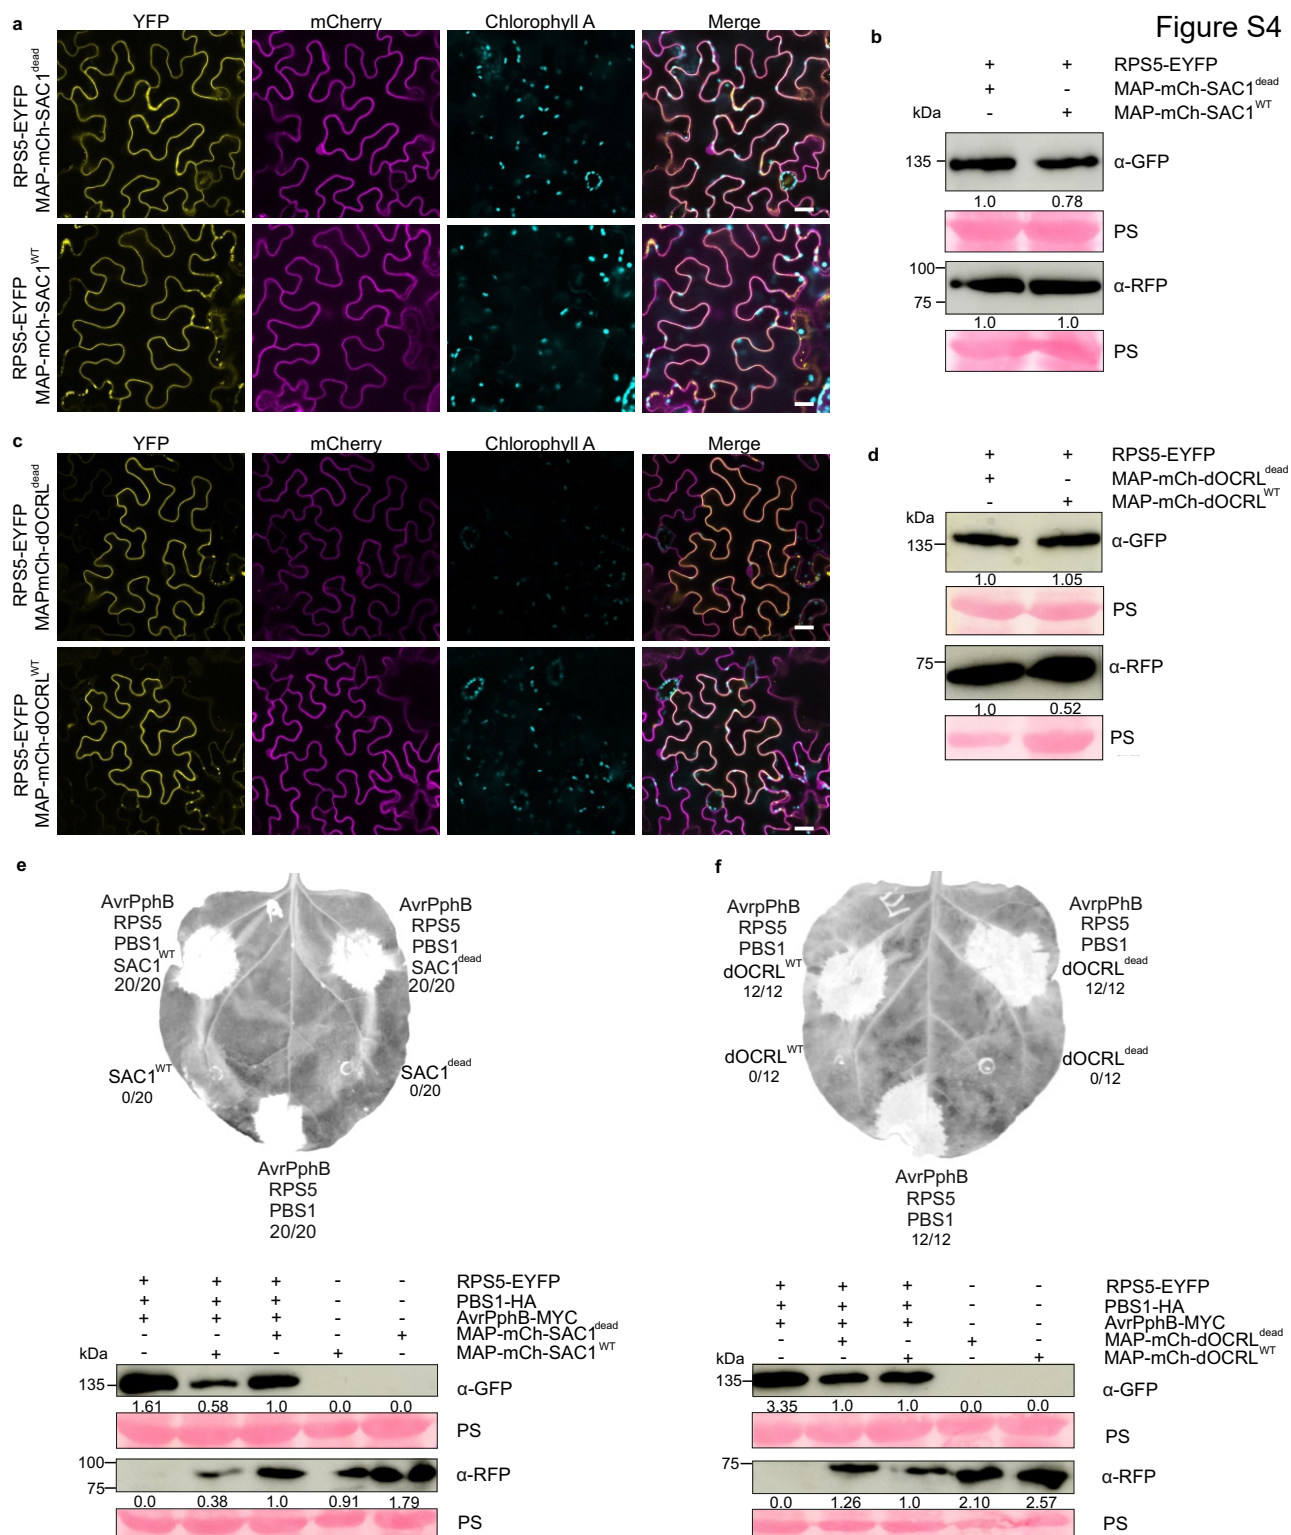 Figure S4
a
YFP mCherry Chlorophyll A Merge
RPS5-EYFP
MAP-mCh-SAC1dead
RPS5-EYFP
MAP-mCh-SAC1WT
b
+ + RPS5-EYFP
+ - MAP-mCh-SAC1dead
kDa - + MAP-mCh-SAC1WT
135 α-GFP
1.0 0.78
PS
100
75
α-RFP
1.0 1.0
PS
c
YFP mCherry Chlorophyll A Merge
RPS5-EYFP
MAPmCh-dOCRLdead
RPS5-EYFP
MAP-mCh-dOCRLWT
d
+ + RPS5-EYFP
+ - MAP-mCh-dOCRLdead
- + MAP-mCh-dOCRLWT
kDa
135 α-GFP
1.0 1.05
PS
75 α-RFP
1.0 0.52
PS
e
AvrPphB
RPS5
PBS1
SAC1WT
20/20
AvrPphB
RPS5
PBS1
SAC1dead
20/20
SAC1WT
0/20
SAC1dead
0/20
AvrPphB
RPS5
PBS1
20/20
+ + + - - RPS5-EYFP
+ + + - - PBS1-HA
+ + + - - AvrPphB-MYC
- - + - + MAP-mCh-SAC1dead
kDa - + - + - MAP-mCh-SAC1WT
135 α-GFP
1.61 0.58 1.0 0.0 0.0
PS
100
75
α-RFP
0.0 0.38 1.0 0.91 1.79
PS
f
AvrpPhB
RPS5
PBS1
dOCRLWT
12/12
AvrpPhB
RPS5
PBS1
dOCRLdead
12/12
dOCRLWT
0/12
dOCRLdead
0/12
AvrpPhB
RPS5
PBS1
12/12
+ + + - - RPS5-EYFP
+ + + - - PBS1-HA
+ + + - - AvrPphB-MYC
- + - + - MAP-mCh-dOCRLdead
kDa - - + - + MAP-mCh-dOCRLWT
135 α-GFP
3.35 1.0 1.0 0.0 0.0
PS
75 α-RFP
0.0 1.26 1.0 2.10 2.57
PS